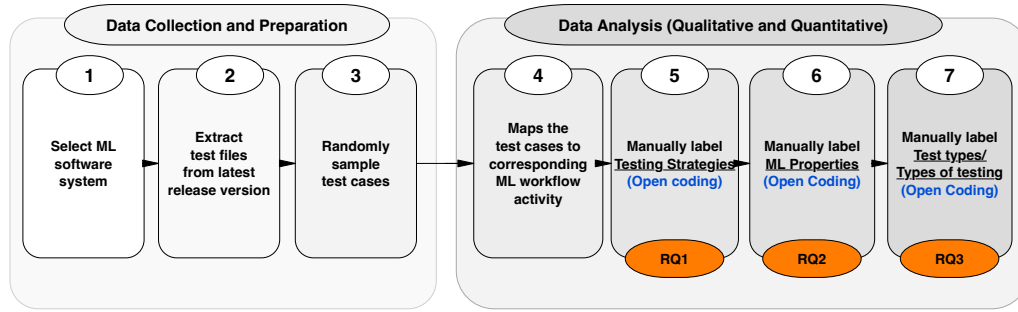 Data Collection and Preparation
Data Analysis (Qualitative and Quantitative)
1
Select ML
software
system
2
Extract
test files
from latest
release version
3
Randomly
sample
test cases
4
Maps the
test cases to
corresponding
ML workflow
activity
5
Manually label
Testing Strategies
(Open coding)
RQ1
6
Manually label
ML Properties
(Open Coding)
RQ2
7
Manually label
Test types/
Types of testing
(Open Coding)
RQ3